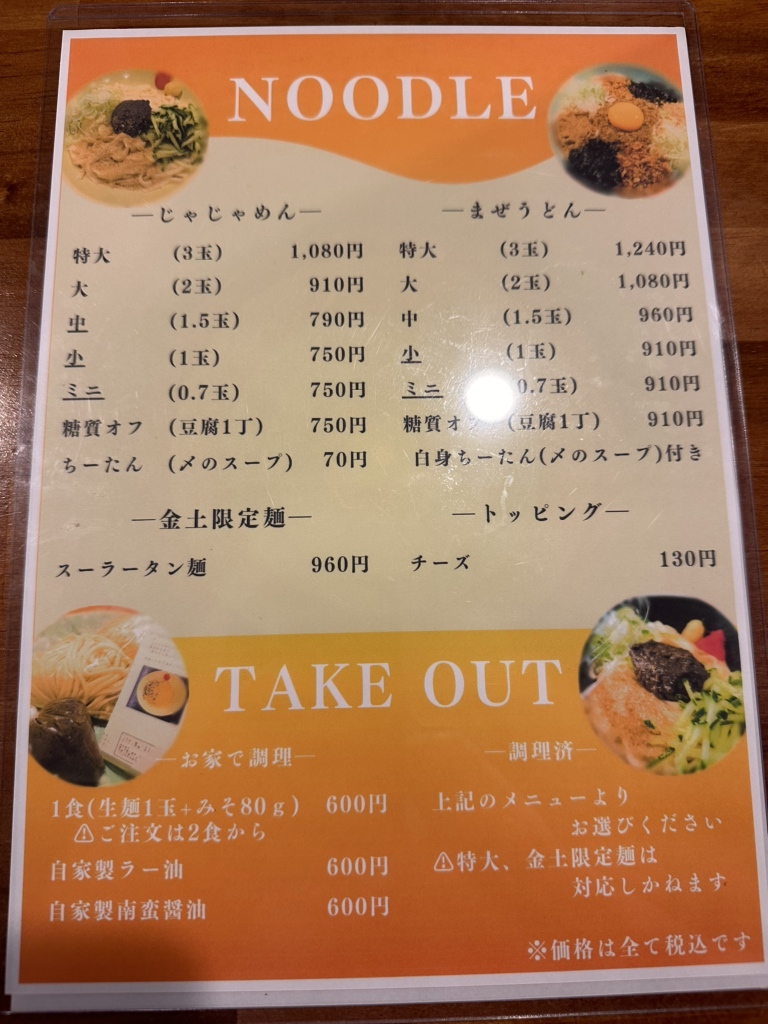 NOODLE
―じゃじゃめん―
特大 (3玉) 1,080円
大 (2玉) 910円
中 (1.5玉) 790円
小 (1玉) 750円
ミニ (0.7玉) 750円
糖質オフ (豆腐1丁) 750円
ちーたん (〆のスープ) 70円
―まぜうどん―
特大 (3玉) 1,240円
大 (2玉) 1,080円
中 (1.5玉) 960円
小 (1玉) 910円
ミニ 0.7玉) 910円
糖質オフ (豆腐1丁) 910円
白身ちーたん(〆のスープ)付き
―金土限定麺―
スーラータン麺 960円
―トッピング―
チーズ 130円
TAKE OUT
―お家で調理―
1食(生麺1玉+みそ80g) 600円
⚠ご注文は2食から
自家製ラー油 600円
自家製南蛮醤油 600円
―調理済―
上記のメニューより
お選びください
⚠特大、金土限定麺は
対応しかねます
※価格は全て税込です